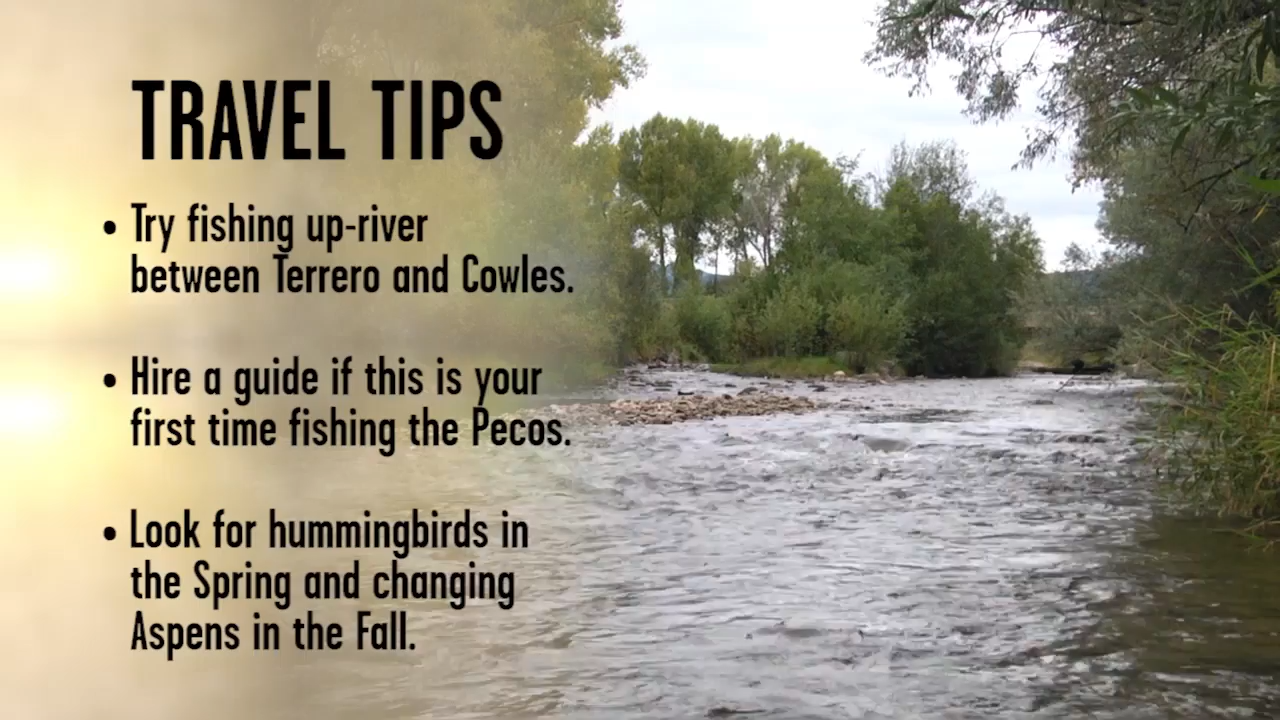 TRAVEL TIPS
• Try fishing up-river
between Terrero and Cowles.
• Hire a guide if this is your
first time fishing the Pecos.
• Look for hummingbirds in
the Spring and changing
Aspens in the Fall.